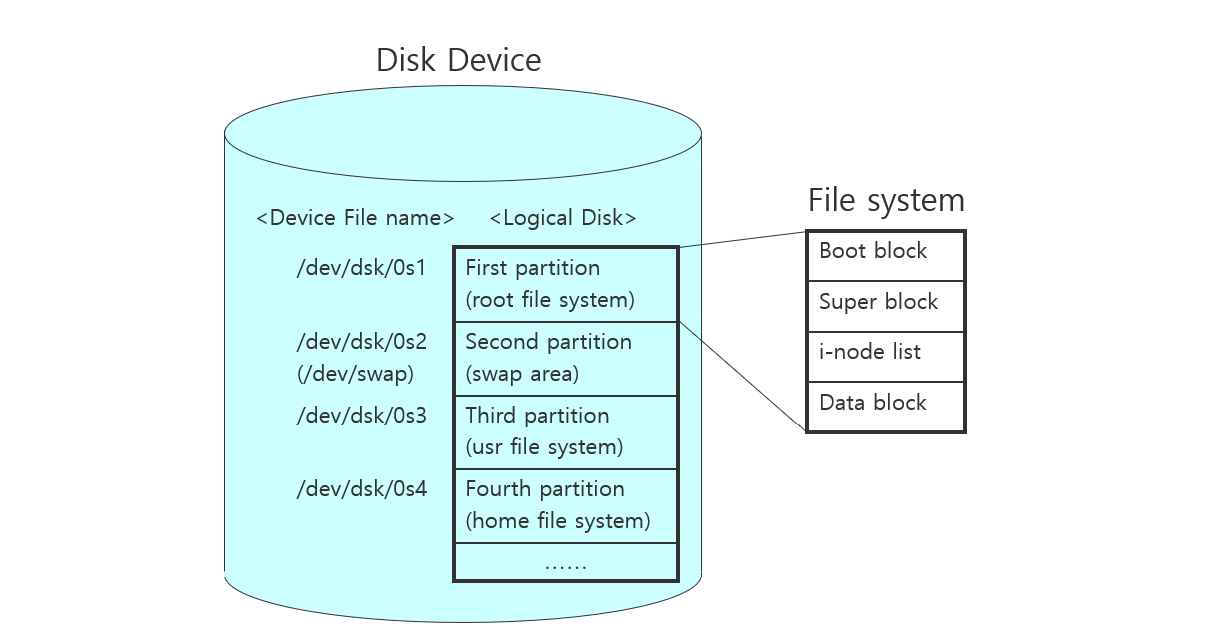 Disk Device
<Device File name> <Logical Disk>
/dev/dsk/0s1
First partition
(root file system)
/dev/dsk/0s2
(/dev/swap)
Second partition
(swap area)
/dev/dsk/0s3
Third partition
(usr file system)
/dev/dsk/0s4
Fourth partition
(home file system)
……
File system
Boot block
Super block
i-node list
Data block